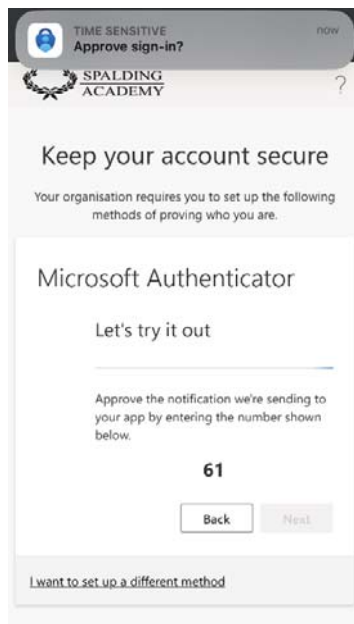 TIME SENSITIVE now
Approve sign-in?
SPALDING
ACADEMY
?
Keep your account secure
Your organisation requires you to set up the following
methods of proving who you are.
Microsoft Authenticator
Let's try it out
Approve the notification we're sending to
your app by entering the number shown
below.
61
Back Next
I want to set up a different method